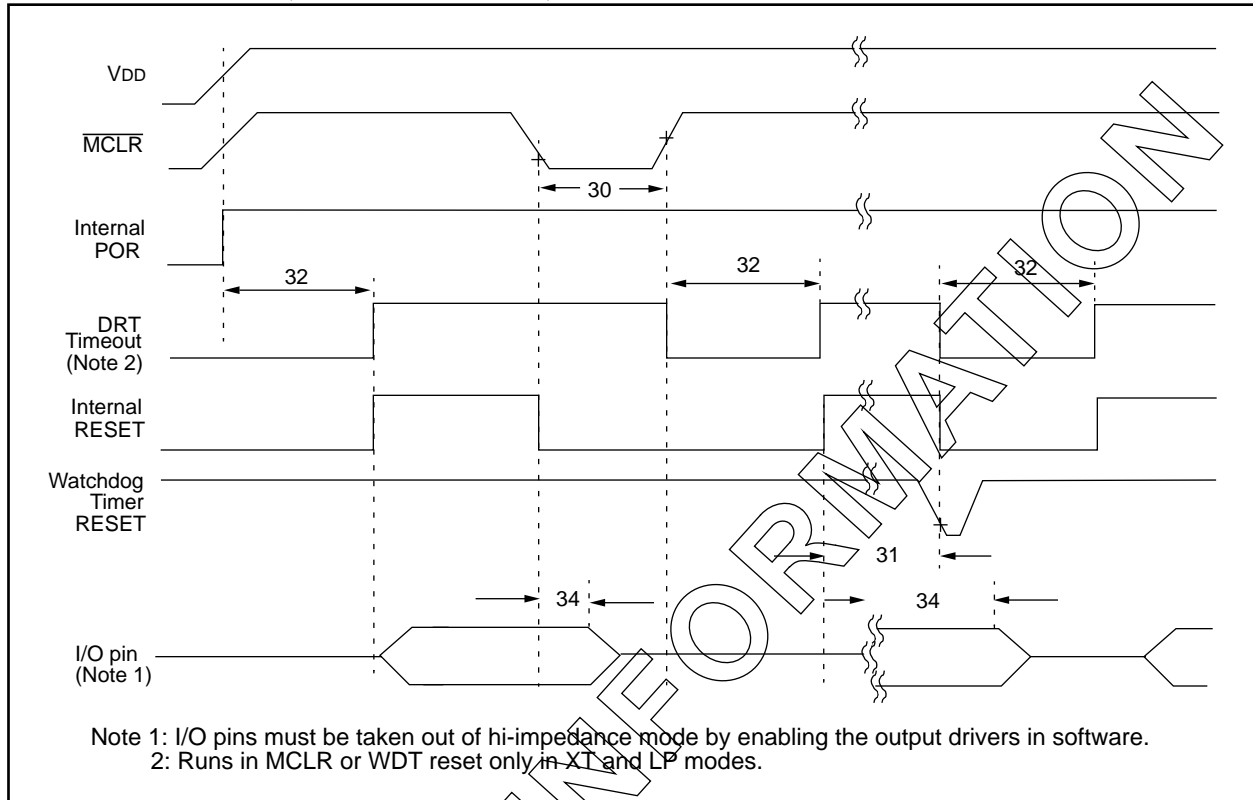 VDD
MCLR
30
Internal
POR
32
32
32
DRT
Timeout
(Note 2)
Internal
RESET
Watchdog
Timer
RESET
31
34
34
I/O pin
(Note 1)
Note 1: I/O pins must be taken out of hi-impedance mode by enabling the output drivers in software.
2: Runs in MCLR or WDT reset only in XT and LP modes.
NFORMATION